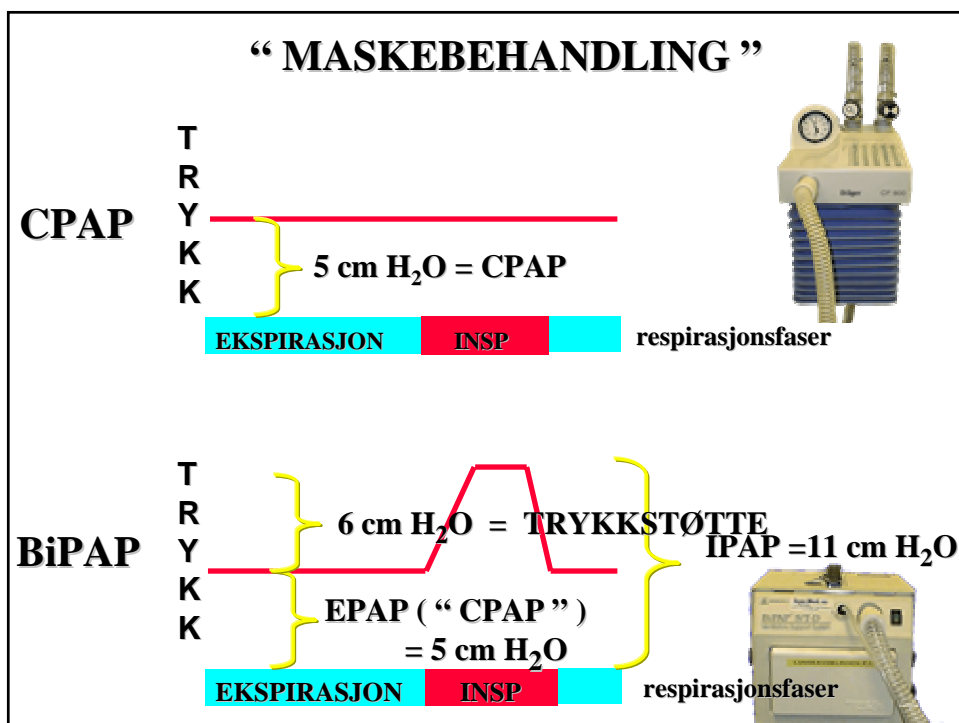 “ MASKEBEHANDLING ”
T
R
Y
K
K
CPAP
5 cm H₂O = CPAP
EKSPIRASJON INSP respirasjonsfaser
Dräger
T
R
Y
K
K
BiPAP
6 cm H₂O = TRYKKSTØTTE
IPAP =11 cm H₂O
EPAP ( “ CPAP ” )
= 5 cm H₂O
EKSPIRASJON INSP respirasjonsfaser